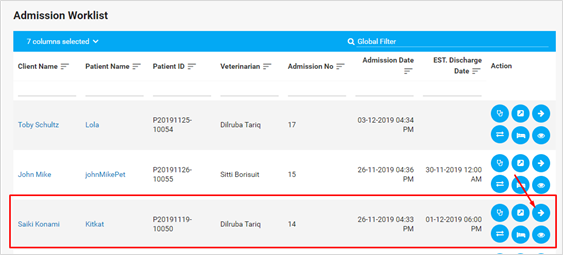 Admission Worklist
7 columns selected
Global Filter
Client Name Patient Name Patient ID Veterinarian Admission No Admission Date EST. Discharge Date Action
Toby Schultz Lola P20191125-10054 Dilruba Tariq 17 03-12-2019 04:34 PM
John Mike johnMikePet P20191126-10055 Sitti Borisuit 15 26-11-2019 04:36 PM 30-11-2019 12:00 AM
Saiki Konami Kitkat P20191119-10050 Dilruba Tariq 14 26-11-2019 04:33 PM 01-12-2019 06:00 PM